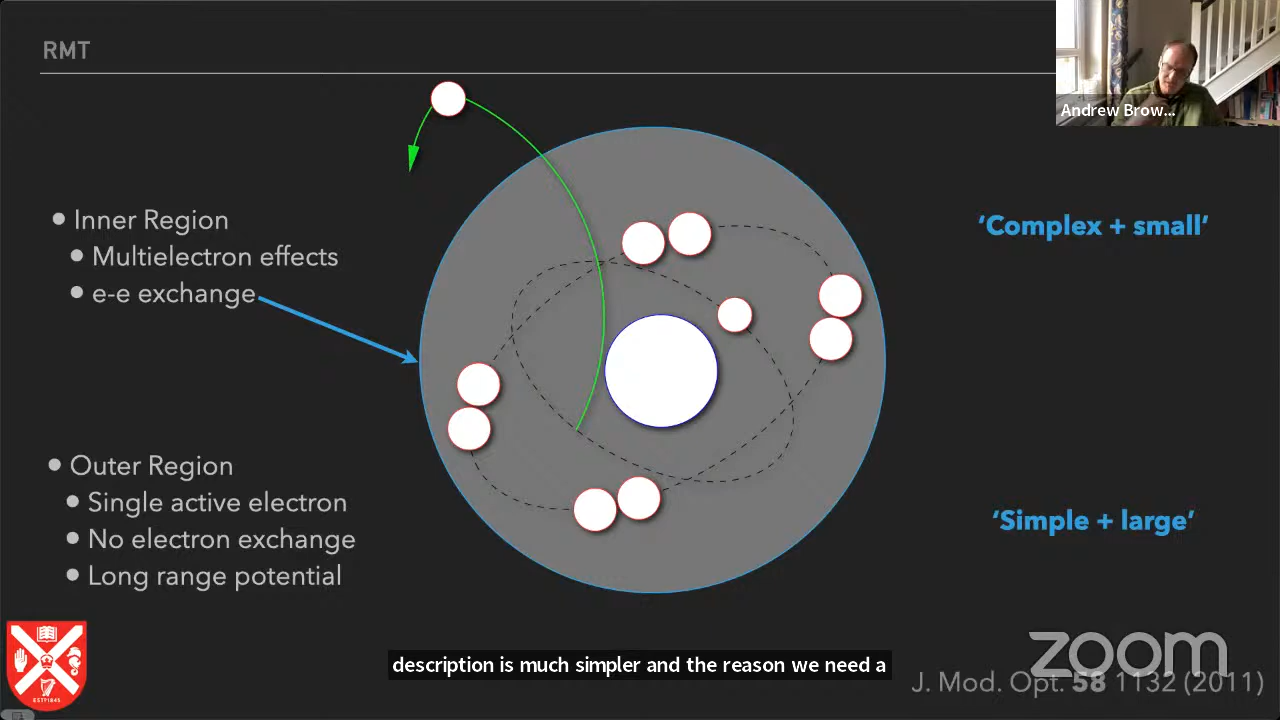 RMT
Andrew Brow...
• Inner Region
• Multielectron effects
• e-e exchange
'Complex + small'
• Outer Region
• Single active electron
• No electron exchange
• Long range potential
'Simple + large'
description is much simpler and the reason we need a
zoom
J. Mod. Opt. 58 1132 (2011)
ESTD1845